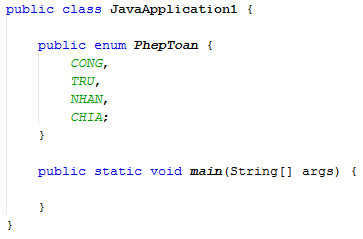 public class JavaApplication1 {
public enum PhepToan {
CONG,
TRU,
NHAN,
CHIA;
}
public static void main(String[] args) {
}
}